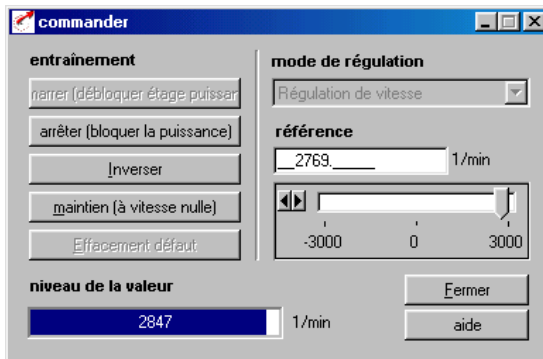 commander
entraînement
narrer (débloquer étage puissar
arrêter (bloquer la puissance)
Inverser
maintien (à vitesse nulle)
Effacement défaut
niveau de la valeur
2847 1/min
mode de régulation
Régulation de vitesse
référence
__2769._____ 1/min
-3000 0 3000
Fermer
aide